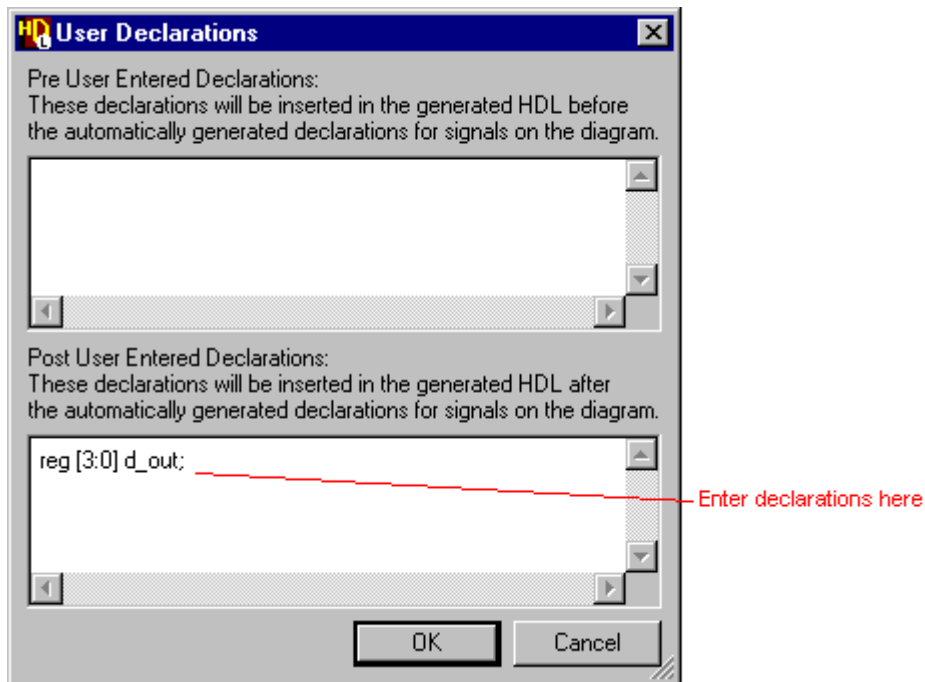 HDL User Declarations
Pre User Entered Declarations:
These declarations will be inserted in the generated HDL before
the automatically generated declarations for signals on the diagram.
Post User Entered Declarations:
These declarations will be inserted in the generated HDL after
the automatically generated declarations for signals on the diagram.
reg [3:0] d_out;
Enter declarations here
OK Cancel